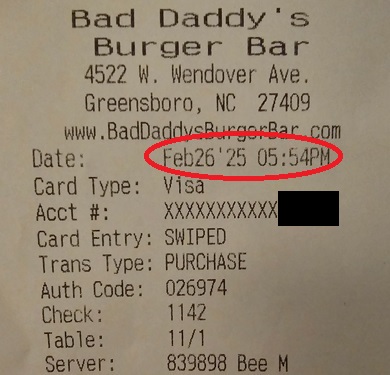 Bad Daddy's
Burger Bar
4522 W. Wendover Ave.
Greensboro, NC 27409
www.BadDaddysBurgerBar.com
Date: Feb26'25 05:54PM
Card Type: Visa
Acct #: XXXXXXXXXXX
Card Entry: SWIPED
Trans Type: PURCHASE
Auth Code: 026974
Check: 1142
Table: 11/1
Server: 839898 Bee M